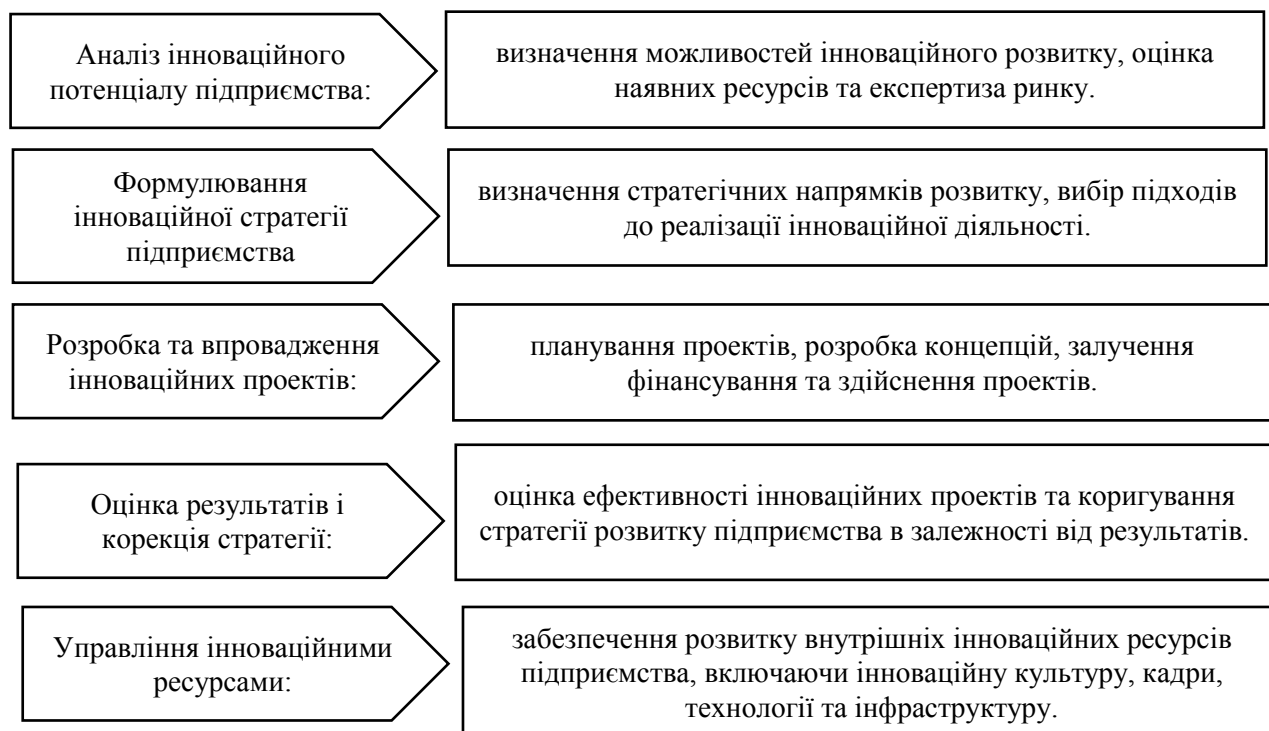 Аналіз інноваційного
потенціалу підприємства:
визначення можливостей інноваційного розвитку, оцінка
наявних ресурсів та експертиза ринку.
Формулювання
інноваційної стратегії
підприємства
визначення стратегічних напрямків розвитку, вибір підходів
до реалізації інноваційної діяльності.
Розробка та впровадження
інноваційних проектів:
планування проектів, розробка концепцій, залучення
фінансування та здійснення проектів.
Оцінка результатів і
корекція стратегії:
оцінка ефективності інноваційних проектів та коригування
стратегії розвитку підприємства в залежності від результатів.
Управління інноваційними
ресурсами:
забезпечення розвитку внутрішніх інноваційних ресурсів
підприємства, включаючи інноваційну культуру, кадри,
технології та інфраструктуру.